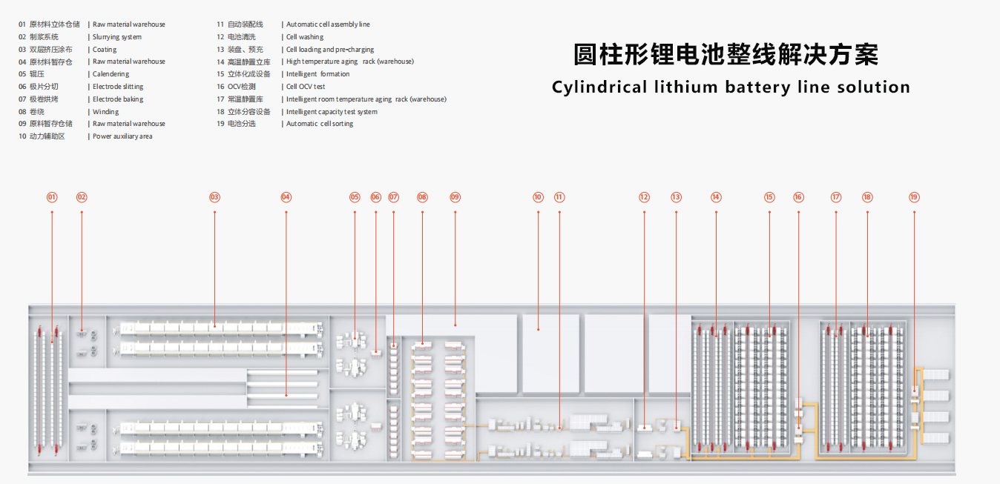 01 原材料立体仓储 | Raw material warehouse
02 制浆系统 | Slurrying system
03 双层挤压涂布 | Coating
04 原材料暂存仓 | Raw material warehouse
05 辊压 | Calendering
06 极片分切 | Electrode slitting
07 极卷烘烤 | Electrode baking
08 卷绕 | Winding
09 原料暂存仓储 | Raw material warehouse
10 动力辅助区 | Power auxiliary area
11 自动装配线 | Automatic cell assembly line
12 电池清洗 | Cell washing
13 装盘、预充 | Cell loading and pre-charging
14 高温静置立库 | High temperature aging rack (warehouse)
15 立体化成设备 | Intelligent formation
16 OCV检测 | Cell OCV test
17 常温静置库 | Intelligent room temperature aging rack (warehouse)
18 立体分容设备 | Intelligent capacity test system
19 电池分选 | Automatic cell sorting
圆柱形锂电池整线解决方案
Cylindrical lithium battery line solution
01 02 03 04 05 06 07 08 09 10 11 12 13 14 15 16 17 18 19